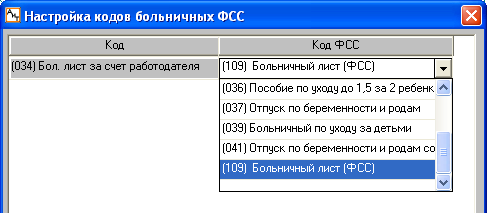 Настройка кодов больничных ФСС
Код	Код ФСС
(034) Бол. лист за счет работодателя	(109) Больничный лист (ФСС)
(036) Пособие по уходу до 1,5 за 2 ребенк
(037) Отпуск по беременности и родам
(039) Больничный по уходу за детьми
(041) Отпуск по беременности и родам со
(109) Больничный лист (ФСС)